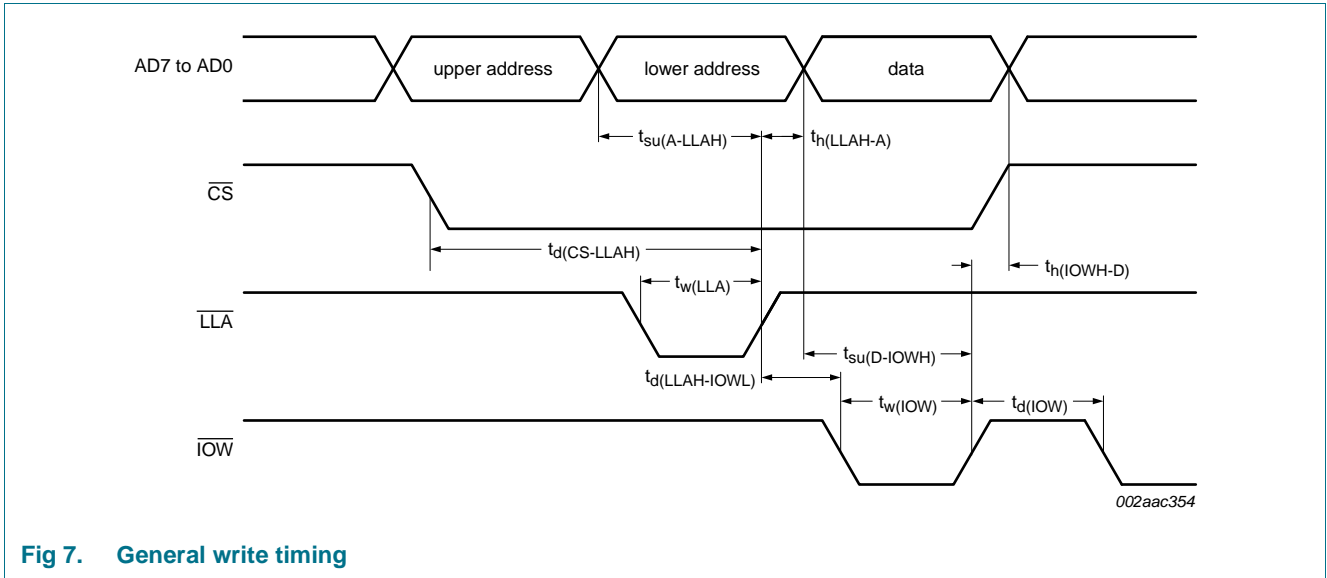 AD7 to AD0
upper address
lower address
data
tsu(A-LLAH)
th(LLAH-A)
CS
td(CS-LLAH)
th(IOWH-D)
tw(LLA)
LLA
tsu(D-IOWH)
td(LLAH-IOWL)
tw(IOW)
td(IOW)
IOW
002aac354
Fig 7. General write timing